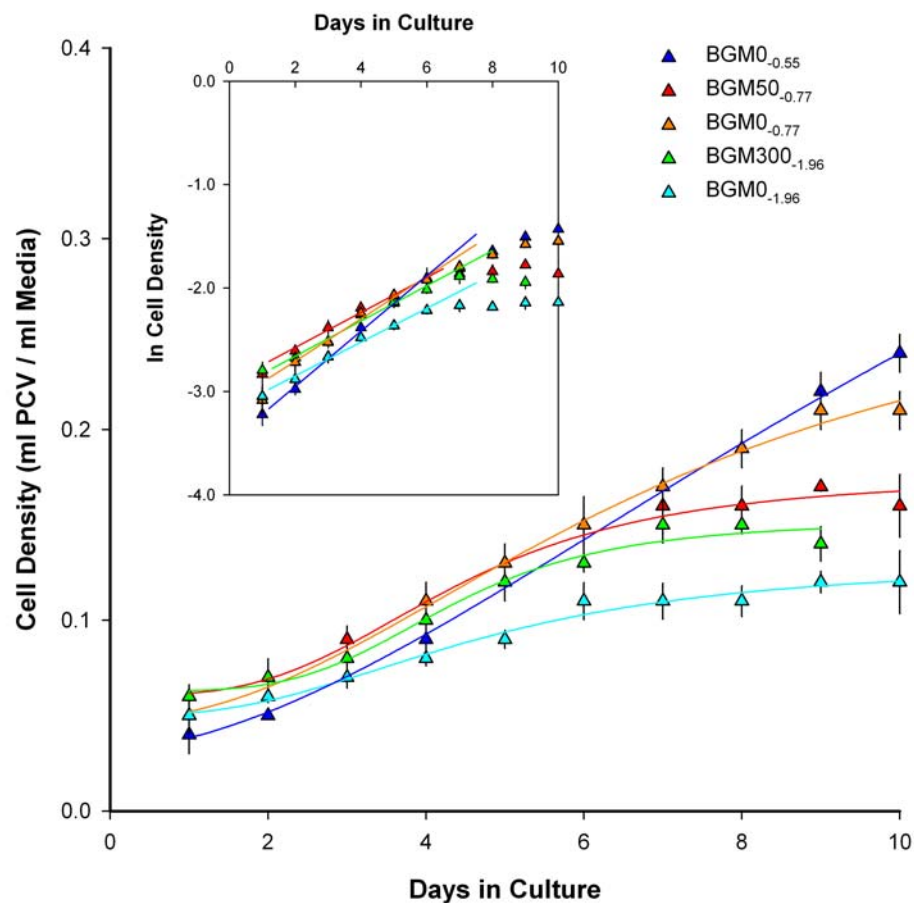 Days in Culture
0 2 4 6 8 10
0.0
-1.0
-2.0
-3.0
-4.0
ln Cell Density
BGM0-0.55
BGM50-0.77
BGM0-0.77
BGM300-1.96
BGM0-1.96
0.4
0.3
0.2
0.1
0.0
Cell Density (ml PCV / ml Media)
0 2 4 6 8 10
Days in Culture